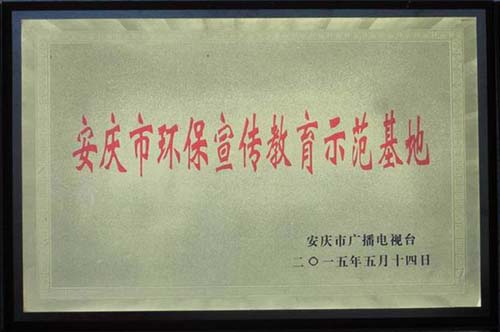 安庆市环保宣传教育示范基地
安庆市广播电视台
二〇一五年五月十四日